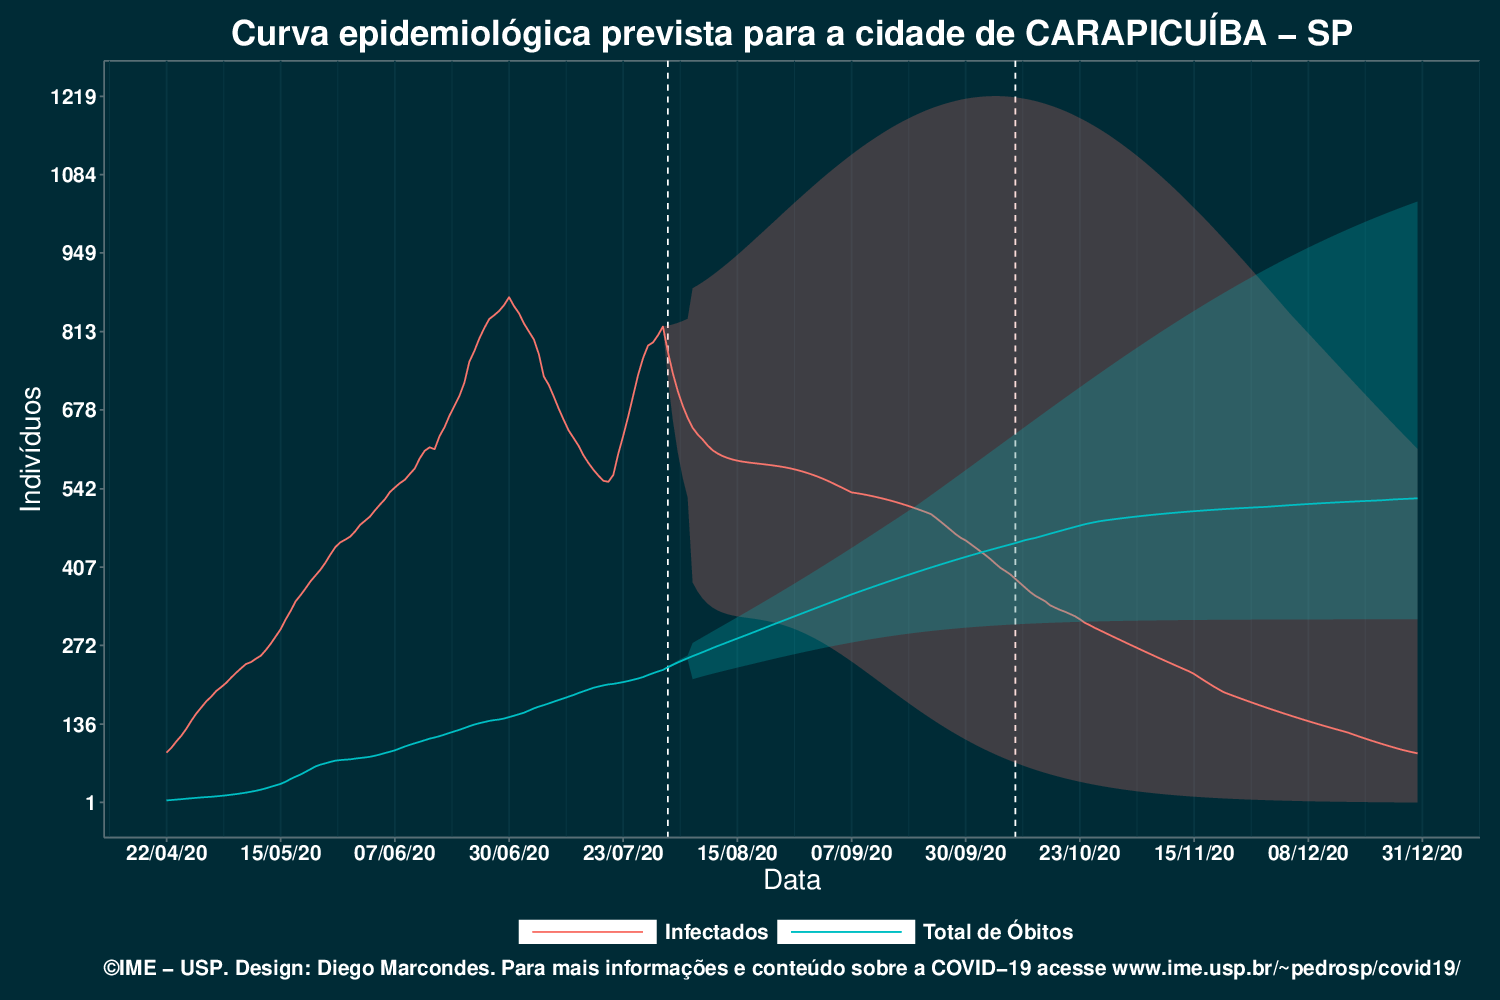 Curva epidemiológica prevista para a cidade de CARAPICUÍBA – SP
1219
1084
949
813
678
542
407
272
136
1
Indivíduos
22/04/20 15/05/20 07/06/20 30/06/20 23/07/20 15/08/20 07/09/20 30/09/20 23/10/20 15/11/20 08/12/20 31/12/20
Data
Infectados Total de Óbitos
©IME – USP. Design: Diego Marcondes. Para mais informações e conteúdo sobre a COVID–19 acesse www.ime.usp.br/~pedrosp/covid19/